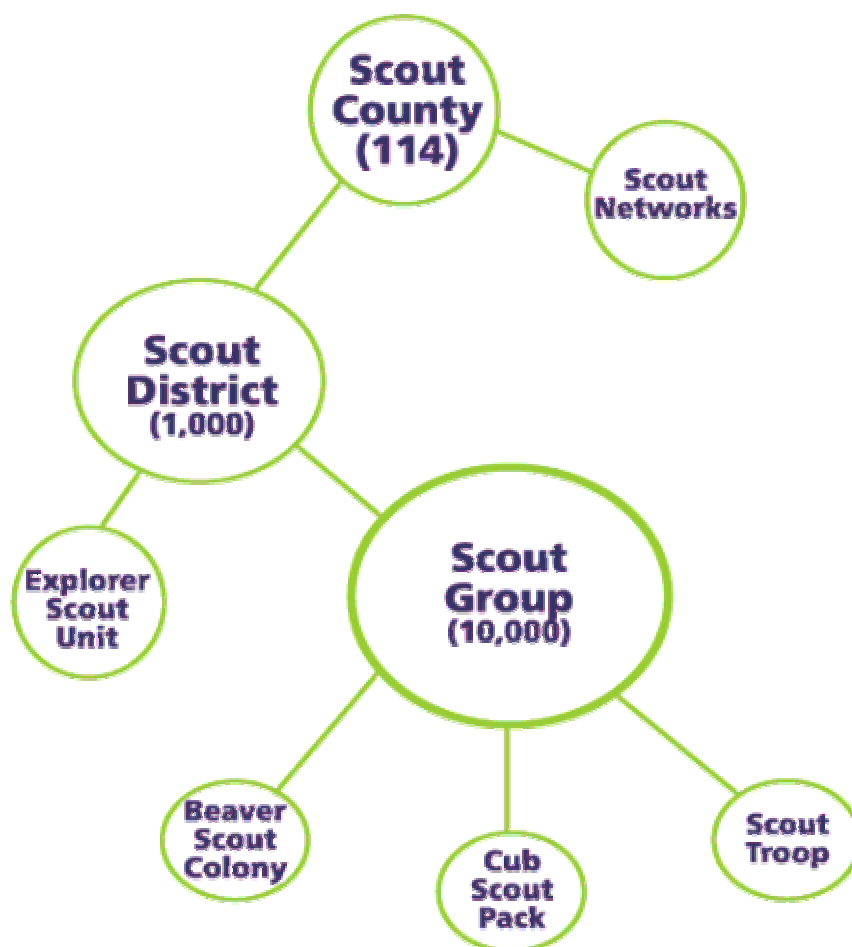 Scout
County
(114)
Scout
Networks
Scout
District
(1,000)
Explorer
Scout
Unit
Scout
Group
(10,000)
Beaver
Scout
Colony
Cub
Scout
Pack
Scout
Troop